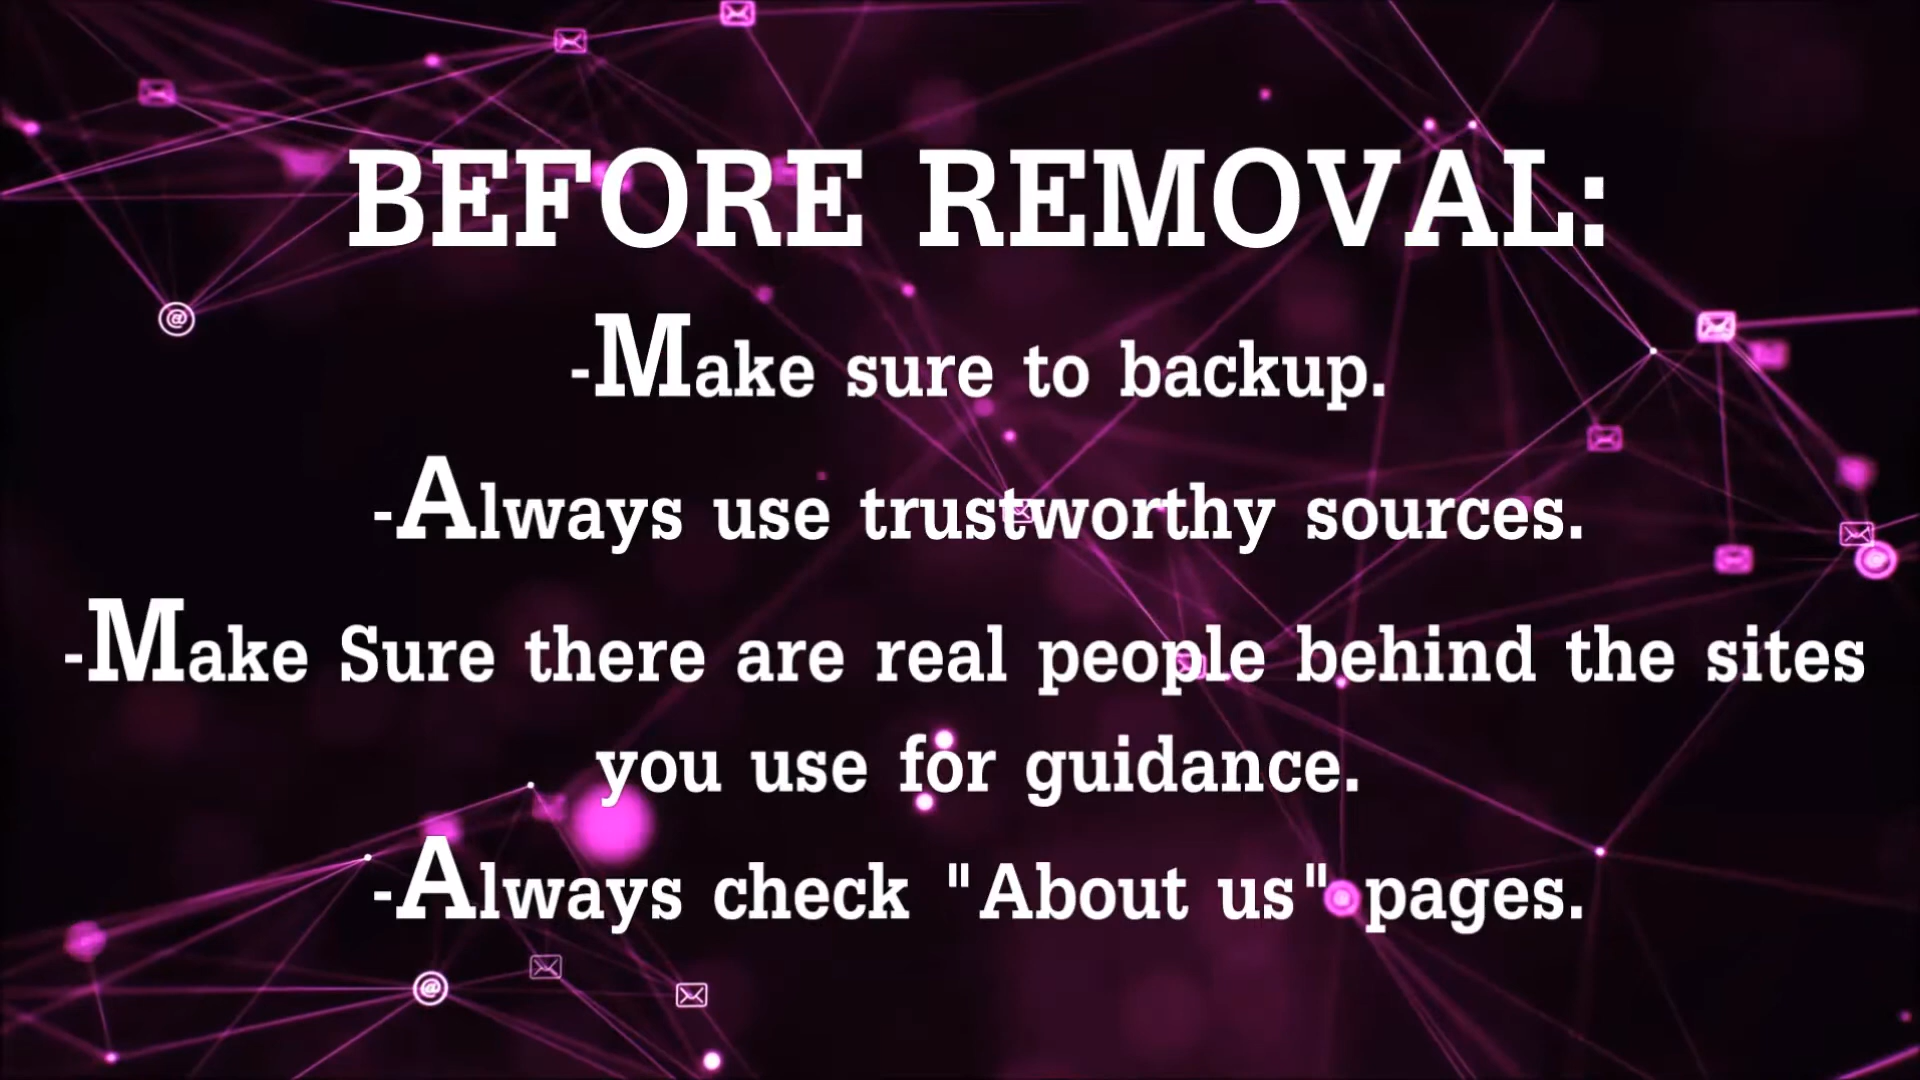 BEFORE REMOVAL:
-Make sure to backup.
-Always use trustworthy sources.
-Make Sure there are real people behind the sites
you use for guidance.
-Always check "About us" pages.